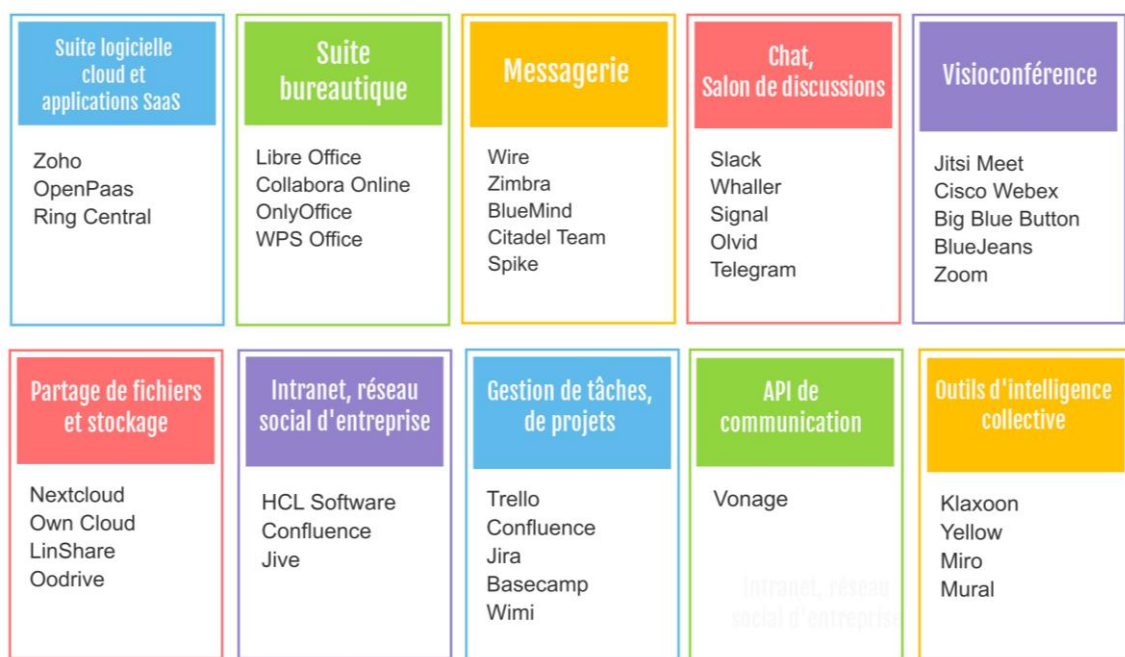 Suite logicielle
cloud et
applications SaaS
Zoho
OpenPaas
Ring Central
Suite
bureautique
Libre Office
Collabora Online
OnlyOffice
WPS Office
Messagerie
Wire
Zimbra
BlueMind
Citadel Team
Spike
Chat,
Salon de discussions
Slack
Whaller
Signal
Olvid
Telegram
Visioconférence
Jitsi Meet
Cisco Webex
Big Blue Button
BlueJeans
Zoom
Partage de fichiers
et stockage
Nextcloud
Own Cloud
LinShare
Oodrive
Intranet, réseau
social d'entreprise
HCL Software
Confluence
Jive
Gestion de tâches,
de projets
Trello
Confluence
Jira
Basecamp
Wimi
API de
communication
Vonage
Intranet, réseau
social d'entreprise
Outils d'intelligence
collective
Klaxoon
Yellow
Miro
Mural